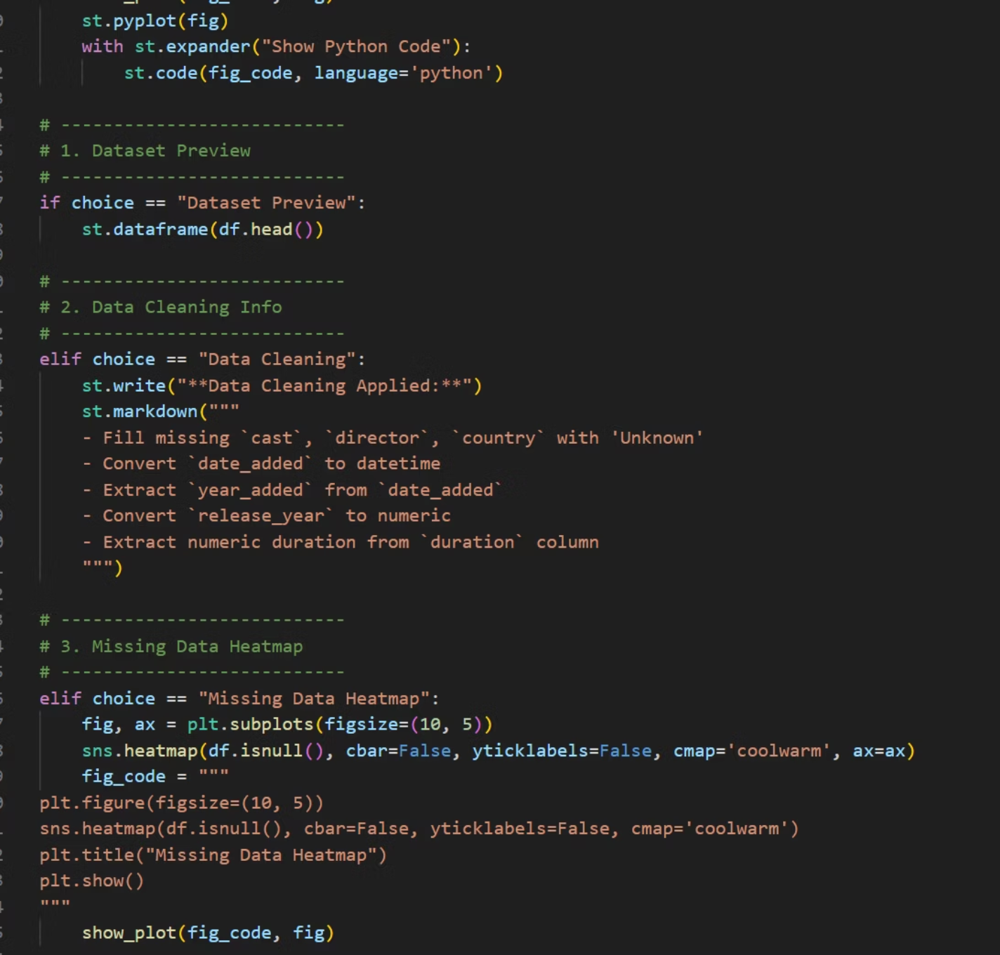 st.pyplot(fig)
with st.expander("Show Python Code"):
st.code(fig_code, language='python')
# ---------------------------
# 1. Dataset Preview
# ---------------------------
if choice == "Dataset Preview":
st.dataframe(df.head())
# ---------------------------
# 2. Data Cleaning Info
# ---------------------------
elif choice == "Data Cleaning":
st.write("**Data Cleaning Applied:**")
st.markdown("""
- Fill missing `cast`, `director`, `country` with 'Unknown'
- Convert `date_added` to datetime
- Extract `year_added` from `date_added`
- Convert `release_year` to numeric
- Extract numeric duration from `duration` column
""")
# ---------------------------
# 3. Missing Data Heatmap
# ---------------------------
elif choice == "Missing Data Heatmap":
fig, ax = plt.subplots(figsize=(10, 5))
sns.heatmap(df.isnull(), cbar=False, yticklabels=False, cmap='coolwarm', ax=ax)
fig_code = """
plt.figure(figsize=(10, 5))
sns.heatmap(df.isnull(), cbar=False, yticklabels=False, cmap='coolwarm')
plt.title("Missing Data Heatmap")
plt.show()
"""
show_plot(fig_code, fig)